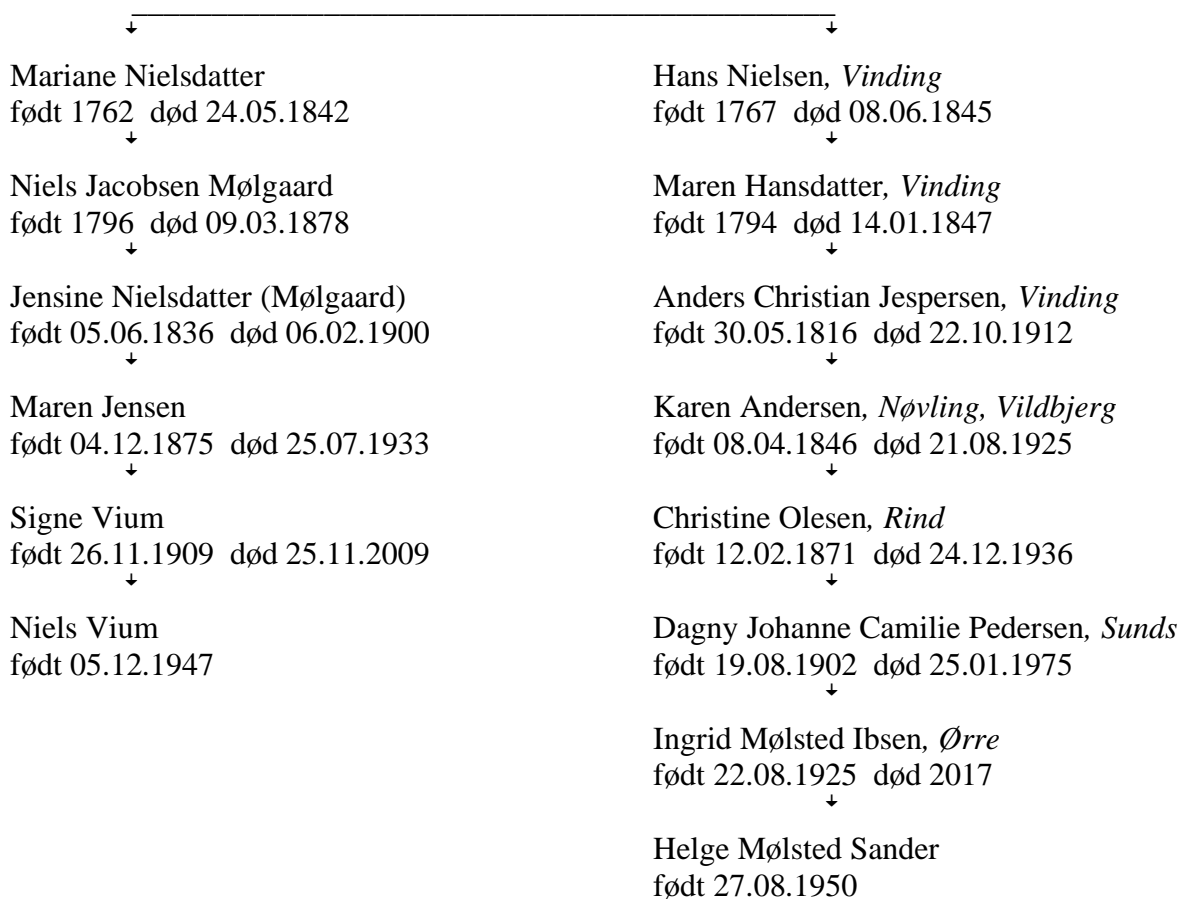 Mariane Nielsdatter
født 1762 død 24.05.1842
Niels Jacobsen Mølgaard
født 1796 død 09.03.1878
Jensine Nielsdatter (Mølgaard)
født 05.06.1836 død 06.02.1900
Maren Jensen
født 04.12.1875 død 25.07.1933
Signe Vium
født 26.11.1909 død 25.11.2009
Niels Vium
født 05.12.1947
Hans Nielsen, Vinding
født 1767 død 08.06.1845
Maren Hansdatter, Vinding
født 1794 død 14.01.1847
Anders Christian Jespersen, Vinding
født 30.05.1816 død 22.10.1912
Karen Andersen, Nøvling, Vildbjerg
født 08.04.1846 død 21.08.1925
Christine Olesen, Rind
født 12.02.1871 død 24.12.1936
Dagny Johanne Camilie Pedersen, Sunds
født 19.08.1902 død 25.01.1975
Ingrid Mølsted Ibsen, Ørre
født 22.08.1925 død 2017
Helge Mølsted Sander
født 27.08.1950